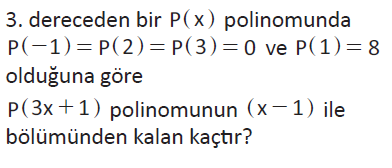 3. dereceden bir P(x) polinomunda
P(−1)=P(2)=P(3)=0 ve P(1)=8
olduğuna göre
P(3x+1) polinomunun (x−1) ile
bölümünden kalan kaçtır?